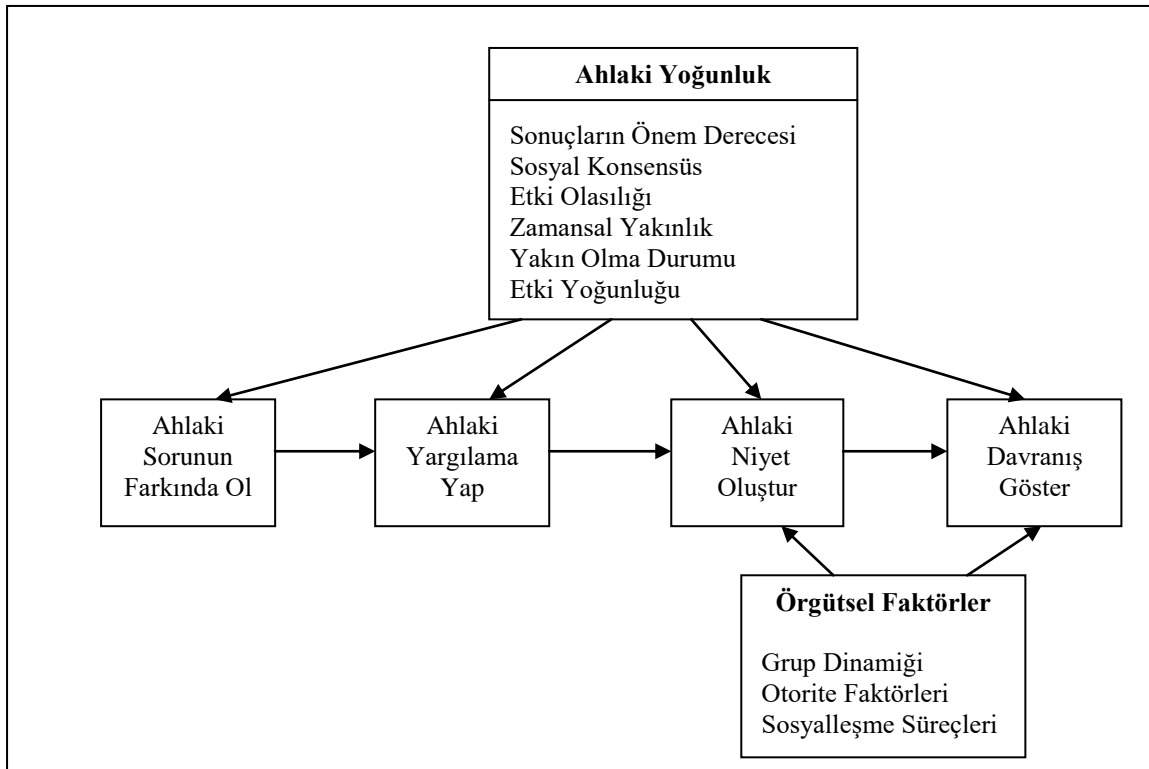 Ahlaki Yoğunluk
Sonuçların Önem Derecesi
Sosyal Konsensüs
Etki Olasılığı
Zamansal Yakınlık
Yakın Olma Durumu
Etki Yoğunluğu
Ahlaki
Sorunun
Farkında Ol
Ahlaki
Yargılama
Yap
Ahlaki
Niyet
Oluştur
Ahlaki
Davranış
Göster
Örgütsel Faktörler
Grup Dinamiği
Otorite Faktörleri
Sosyalleşme Süreçleri